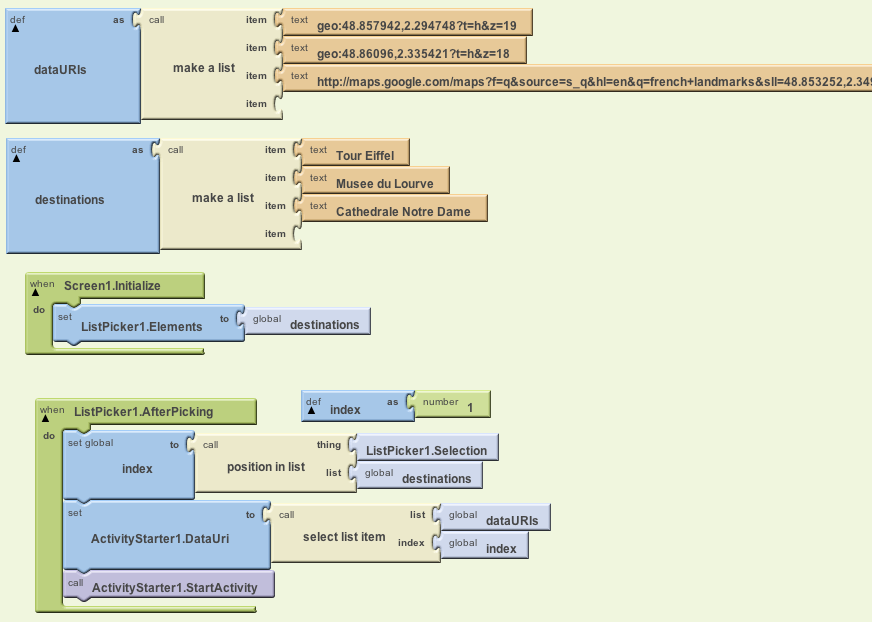 def as call item text geo:48.857942,2.294748?t=h&z=19
item text geo:48.86096,2.335421?t=h&z=18
dataURIs make a list
item text http://maps.google.com/maps?f=q&source=s_q&hl=en&q=french+landmarks&sll=48.853252,2.349
item
def as call item text Tour Eiffel
item text Musee du Lourve
destinations make a list
item text Cathedrale Notre Dame
item
when Screen1.Initialize
do
set ListPicker1.Elements to global destinations
def index as number 1
when ListPicker1.AfterPicking
do
set global index to call position in list thing ListPicker1.Selection
list global destinations
set ActivityStarter1.DataUri to call select list item list global dataURIs
index global index
call ActivityStarter1.StartActivity